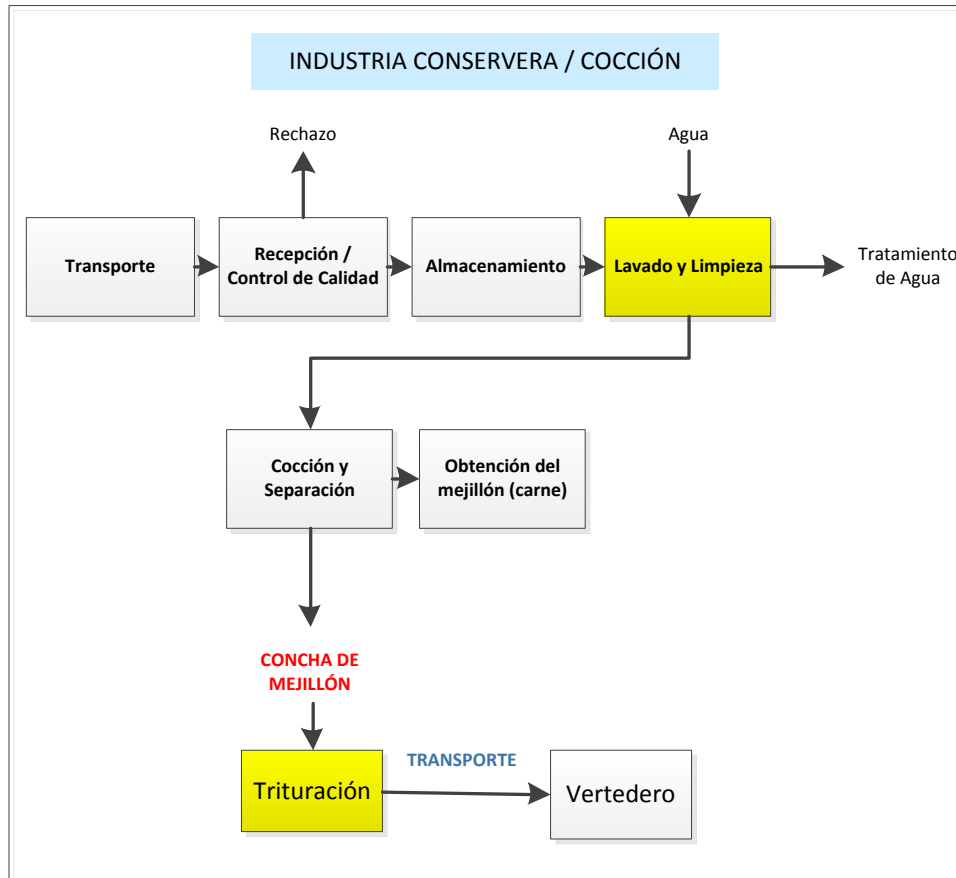 INDUSTRIA CONSERVERA / COCCIÓN
Rechazo
Agua
Transporte
Recepción /
Control de Calidad
Almacenamiento
Lavado y Limpieza
Tratamiento
de Agua
Cocción y
Separación
Obtención del
mejillón (carne)
CONCHA DE
MEJILLÓN
Trituración
TRANSPORTE
Vertedero